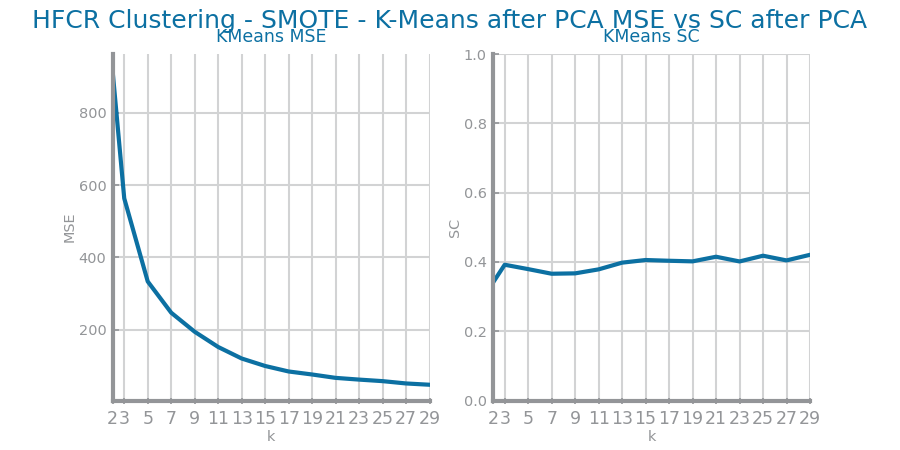 HFCR Clustering - SMOTE - K-Means after PCA MSE vs SC after PCA
KMeans MSE
800
600
400
200
MSE
2 3 5 7 9 11 13 15 17 19 21 23 25 27 29
k
KMeans SC
1.0
0.8
0.6
0.4
0.2
0.0
SC
2 3 5 7 9 11 13 15 17 19 21 23 25 27 29
k